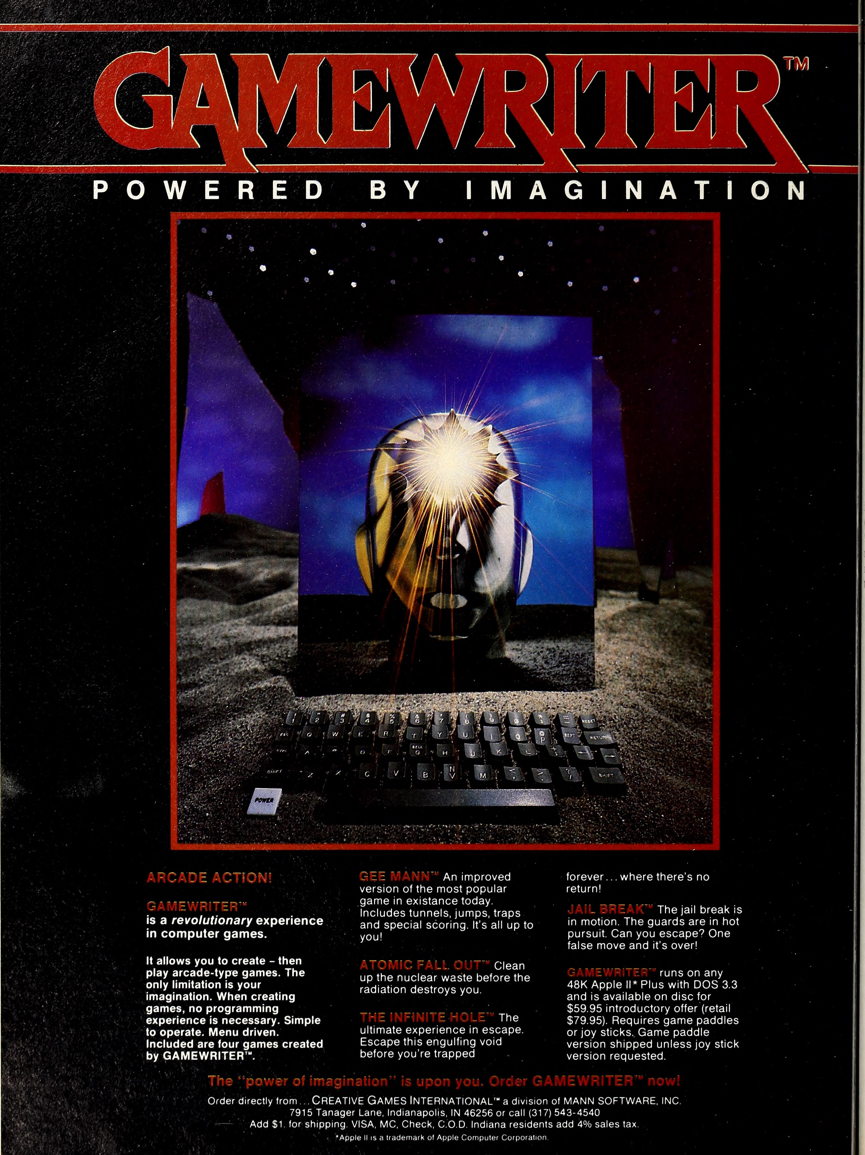 GAMEWRITER™
POWERED BY IMAGINATION
POWER
ARCADE ACTION!
GAMEWRITER™
is a revolutionary experience
in computer games.
It allows you to create – then
play arcade-type games. The
only limitation is your
imagination. When creating
games, no programming
experience is necessary. Simple
to operate. Menu driven.
Included are four games created
by GAMEWRITER™.
GEE MANN™ An improved
version of the most popular
game in existance today.
Includes tunnels, jumps, traps
and special scoring. It's all up to
you!
ATOMIC FALL OUT™ Clean
up the nuclear waste before the
radiation destroys you.
THE INFINITE HOLE™ The
ultimate experience in escape.
Escape this engulfing void
before you're trapped
forever... where there's no
return!
JAIL BREAK™ The jail break is
in motion. The guards are in hot
pursuit. Can you escape? One
false move and it's over!
GAMEWRITER™ runs on any
48K Apple II* Plus with DOS 3.3
and is available on disc for
$59.95 introductory offer (retail
$79.95). Requires game paddles
or joy sticks. Game paddle
version shipped unless joy stick
version requested.
The "power of imagination" is upon you. Order GAMEWRITER™ now!
Order directly from... CREATIVE GAMES INTERNATIONAL™ a division of MANN SOFTWARE, INC.
7915 Tanager Lane, Indianapolis, IN 46256 or call (317) 543-4540
Add $1. for shipping. VISA, MC, Check, C.O.D. Indiana residents add 4% sales tax.
*Apple II is a trademark of Apple Computer Corporation.